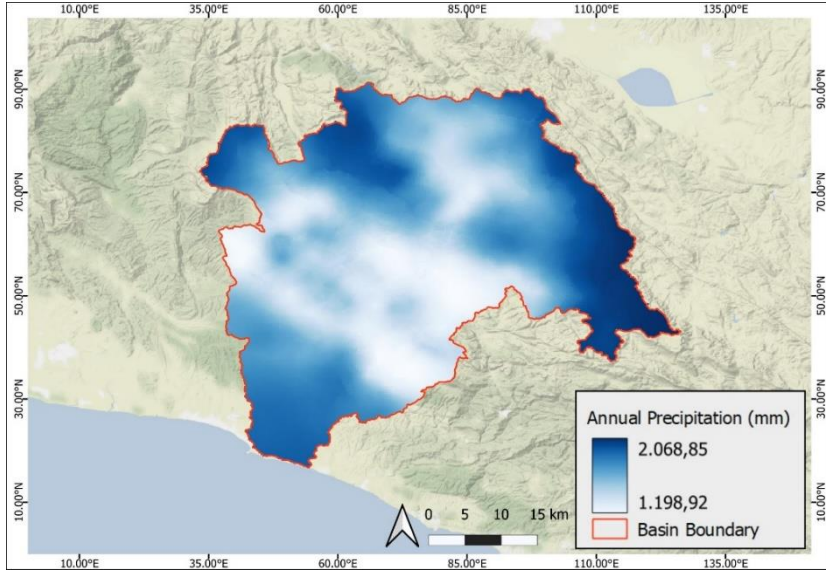 10.00°E 35.00°E 60.00°E 85.00°E 110.00°E 135.00°E
90.00°N 90.00°N
70.00°N 70.00°N
50.00°N 50.00°N
30.00°N 30.00°N
Annual Precipitation (mm)
2.068,85
1.198,92
Basin Boundary
10.00°N 10.00°N
0 5 10 15 km
10.00°E 35.00°E 60.00°E 85.00°E 110.00°E 135.00°E